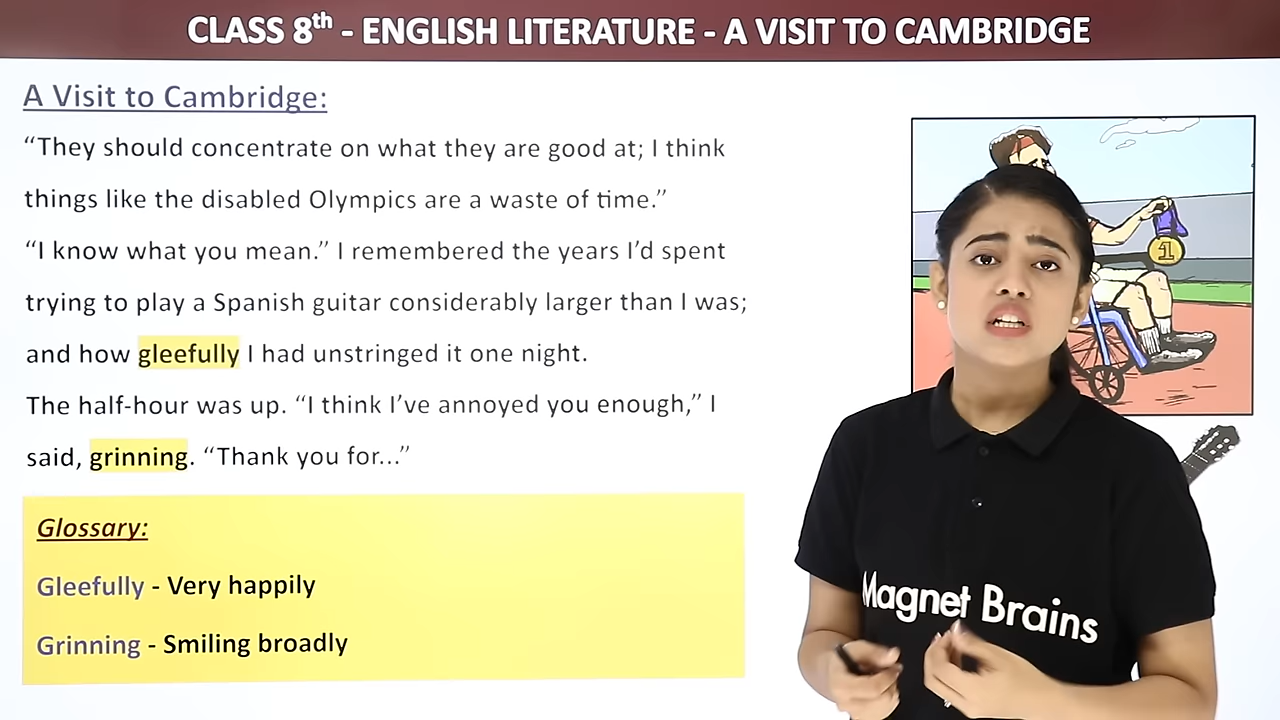 CLASS 8th - ENGLISH LITERATURE - A VISIT TO CAMBRIDGE
A Visit to Cambridge:
“They should concentrate on what they are good at; I think
things like the disabled Olympics are a waste of time.”
“I know what you mean.” I remembered the years I’d spent
trying to play a Spanish guitar considerably larger than I was;
and how gleefully I had unstringed it one night.
The half-hour was up. “I think I’ve annoyed you enough,” I
said, grinning. “Thank you for...”
Glossary:
Gleefully - Very happily
Grinning - Smiling broadly
1
Magnet Brains